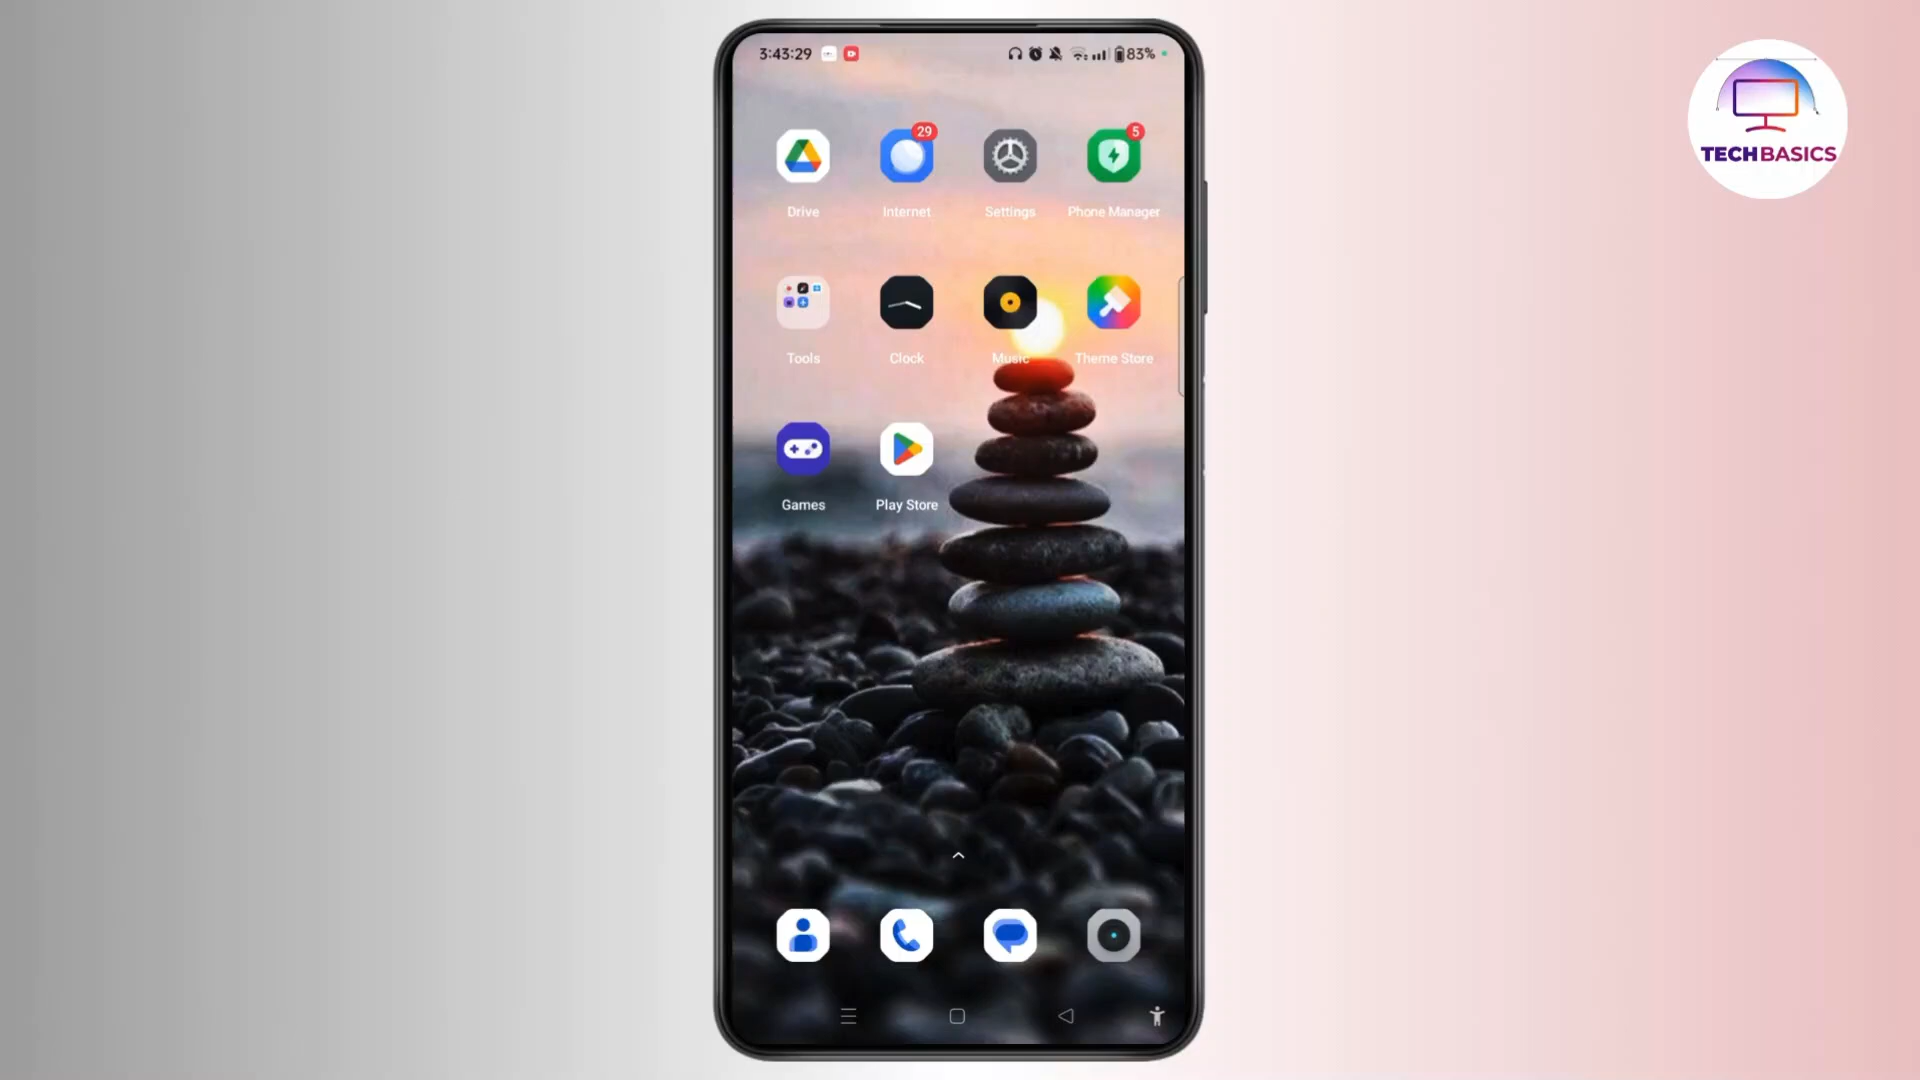 3:43:29
83%
TECHBASICS
29
5
Drive
Internet
Settings
Phone Manager
Tools
Clock
Music
Theme Store
Games
Play Store